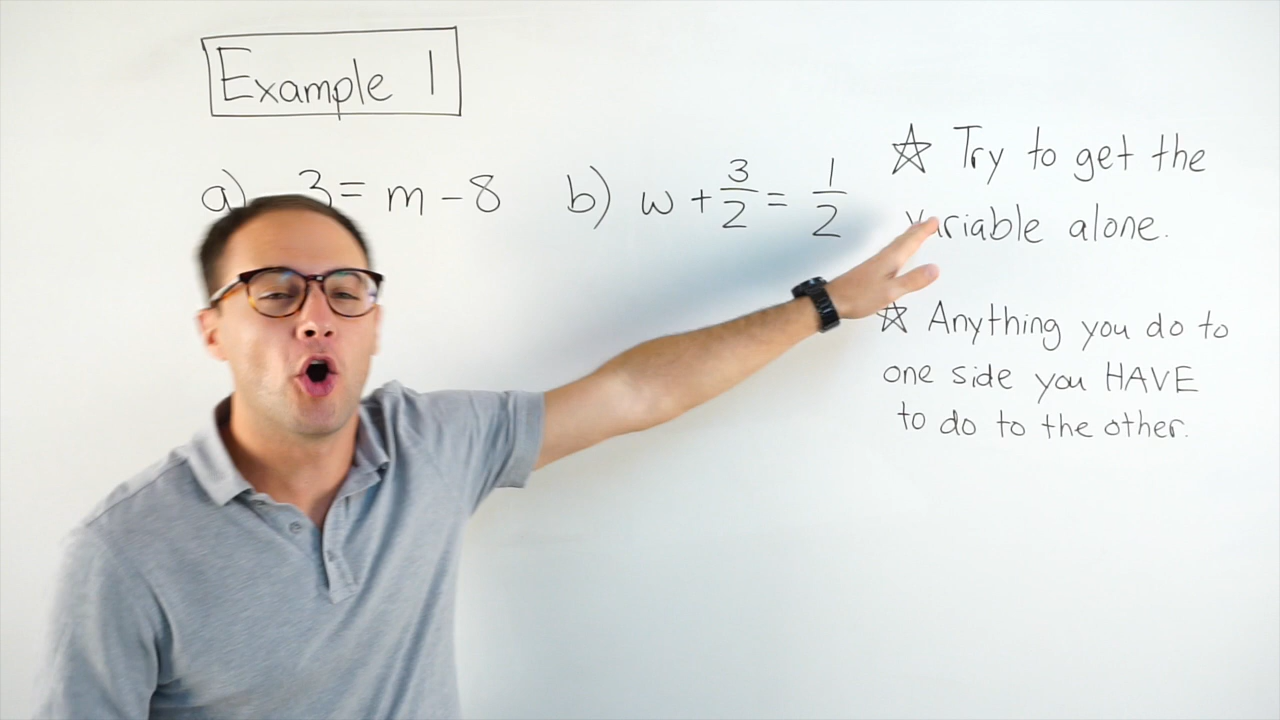 Example 1
a) 3 = m - 8
b) w + 3/2 = 1/2
☆ Try to get the
variable alone.
☆ Anything you do to
one side you HAVE
to do to the other.